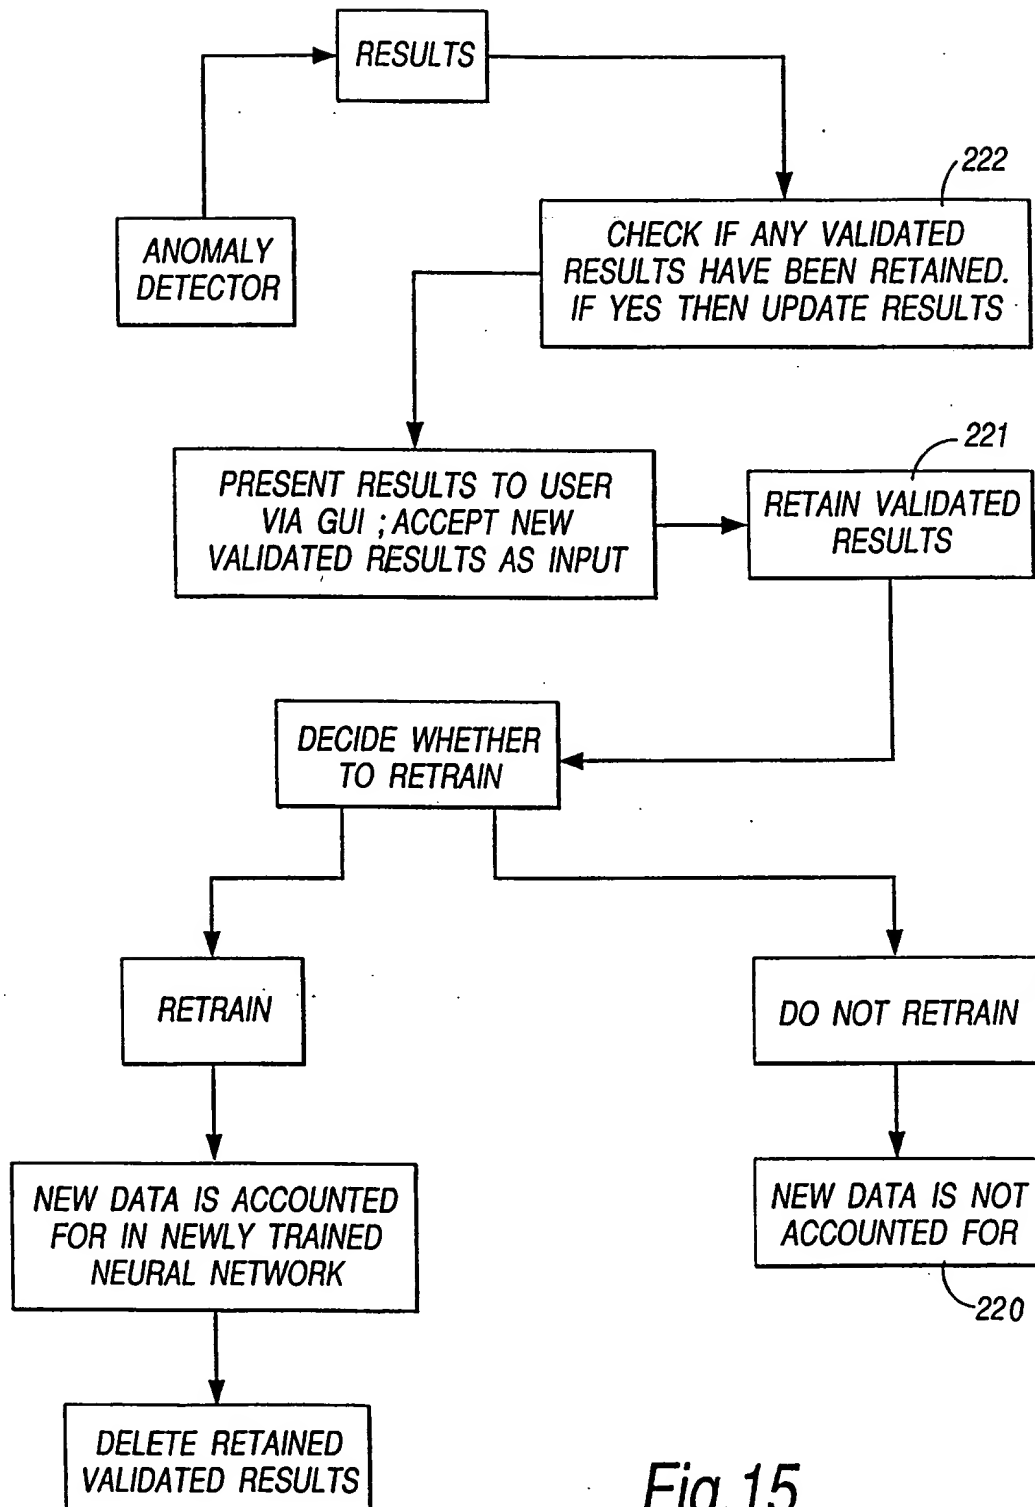 RESULTS
222
ANOMALY
DETECTOR
CHECK IF ANY VALIDATED
RESULTS HAVE BEEN RETAINED.
IF YES THEN UPDATE RESULTS
221
PRESENT RESULTS TO USER
VIA GUI ; ACCEPT NEW
VALIDATED RESULTS AS INPUT
RETAIN VALIDATED
RESULTS
DECIDE WHETHER
TO RETRAIN
RETRAIN
DO NOT RETRAIN
NEW DATA IS ACCOUNTED
FOR IN NEWLY TRAINED
NEURAL NETWORK
NEW DATA IS NOT
ACCOUNTED FOR
220
DELETE RETAINED
VALIDATED RESULTS
Fig.15